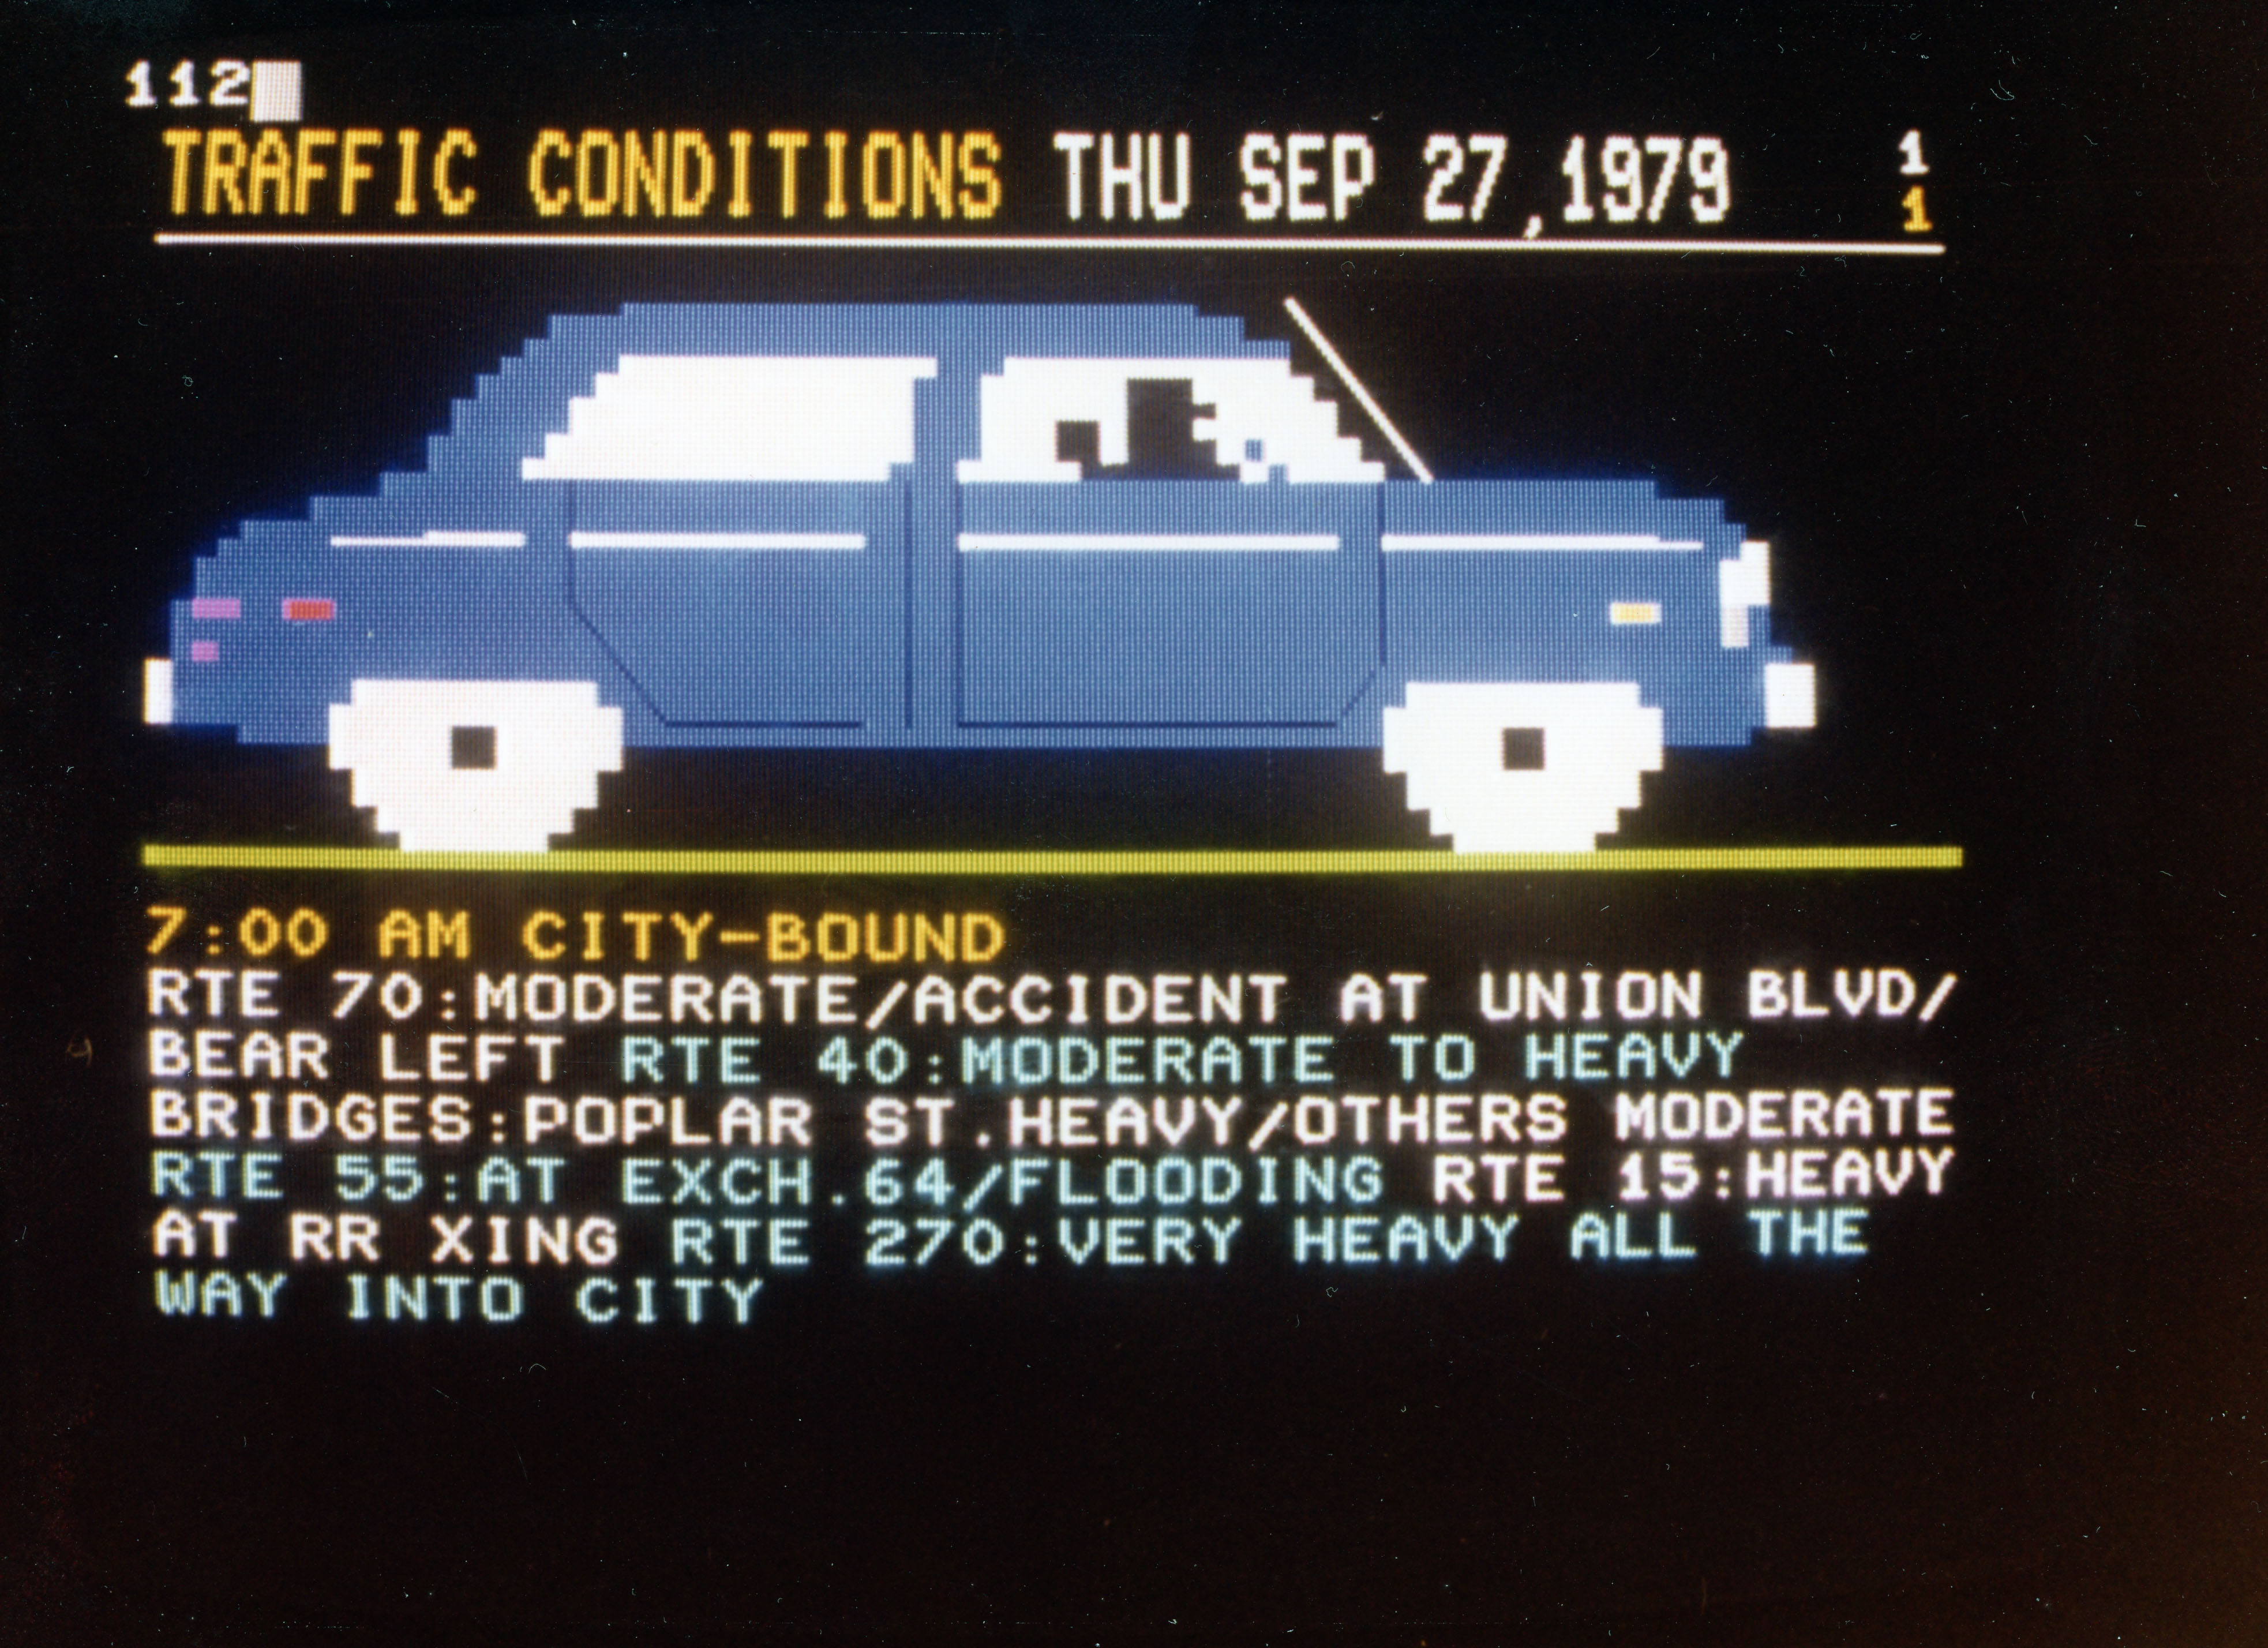 112
TRAFFIC CONDITIONS THU SEP 27,1979 1
1
7:00 AM CITY-BOUND
RTE 70:MODERATE/ACCIDENT AT UNION BLVD/
BEAR LEFT RTE 40:MODERATE TO HEAVY
BRIDGES:POPLAR ST.HEAVY/OTHERS MODERATE
RTE 55:AT EXCH.64/FLOODING RTE 15:HEAVY
AT RR XING RTE 270:VERY HEAVY ALL THE
WAY INTO CITY